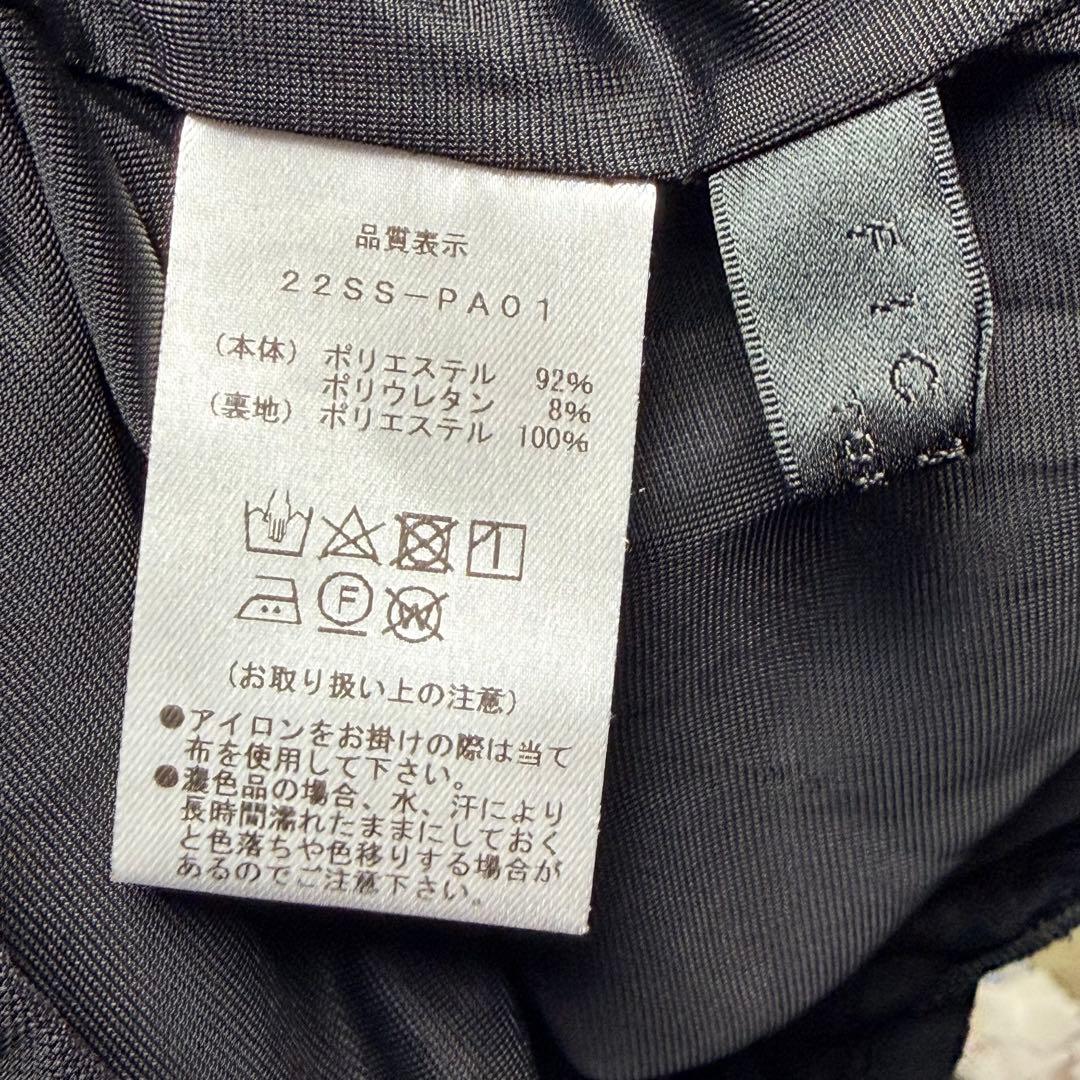 品質表示
22SS-PA01
(本体) ポリエステル 92%
ポリウレタン 8%
(裏地) ポリエステル 100%
F
W
(お取り扱い上の注意)
●アイロンをお掛けの際は当て
布を使用して下さい。
●濃色品の場合、水、汗により
長時間濡れたままにしておく
と色落ちや色移りする場合が
あるのでご注意下さい。